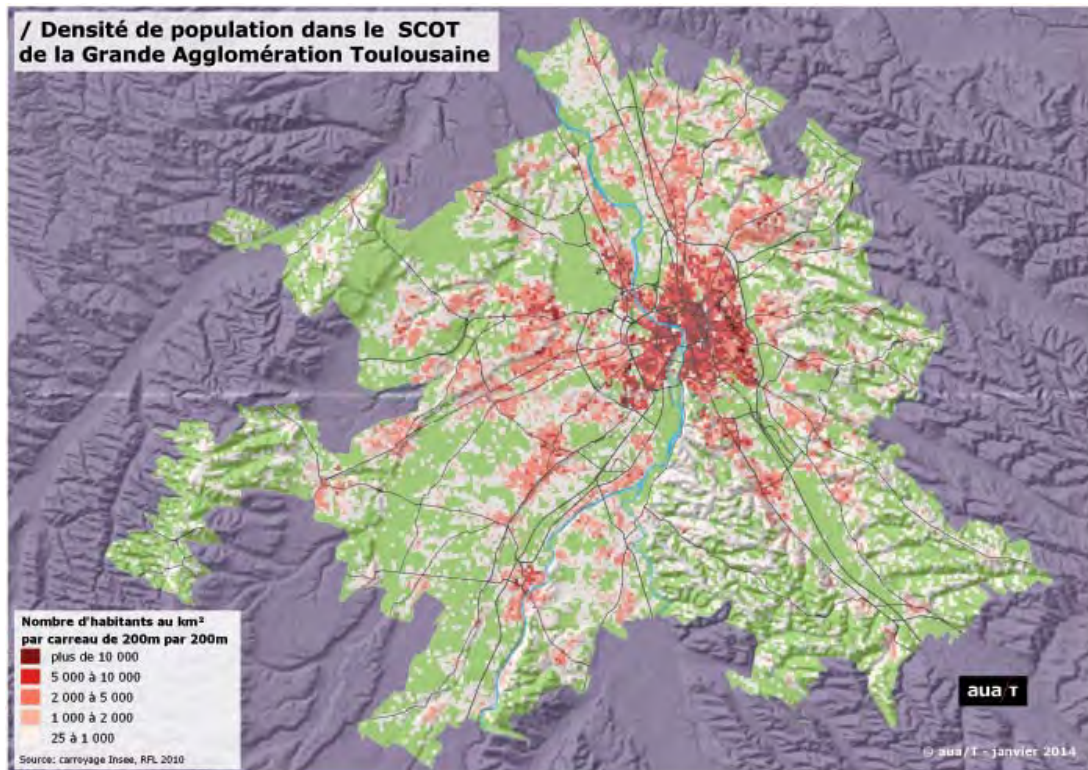 / Densité de population dans le SCOT
de la Grande Agglomération Toulousaine
Nombre d'habitants au km²
par carreau de 200m par 200m
plus de 10 000
5 000 à 10 000
2 000 à 5 000
1 000 à 2 000
25 à 1 000
Source: carroyage Insee, RFL 2010
aua/T
© aua/T - janvier 2014